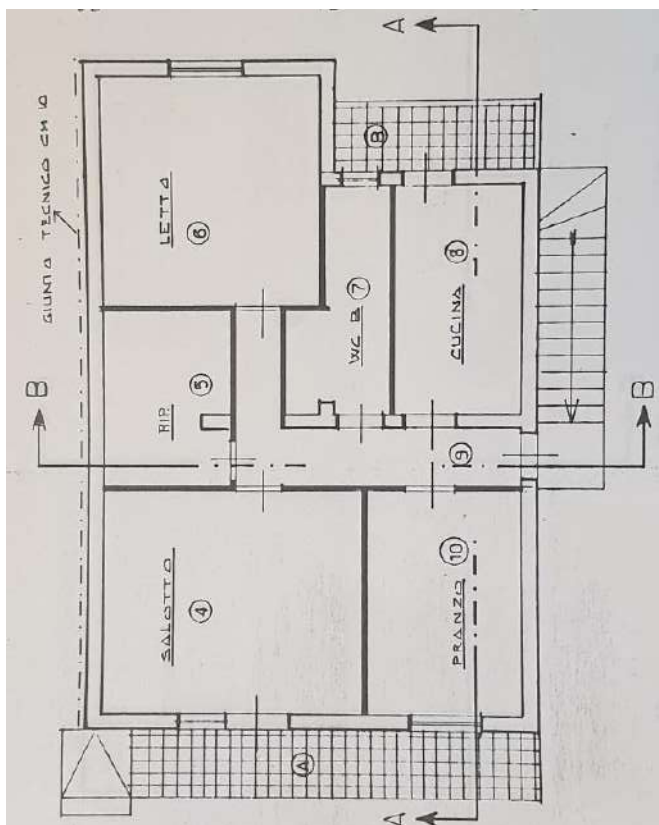 GIUNTO TECNICO CM 10
A
B
LETTO
6
RIP.
5
WC B
7
CUCINA
8
B
B
9
SALOTTO
4
PRANZO
10
A
A